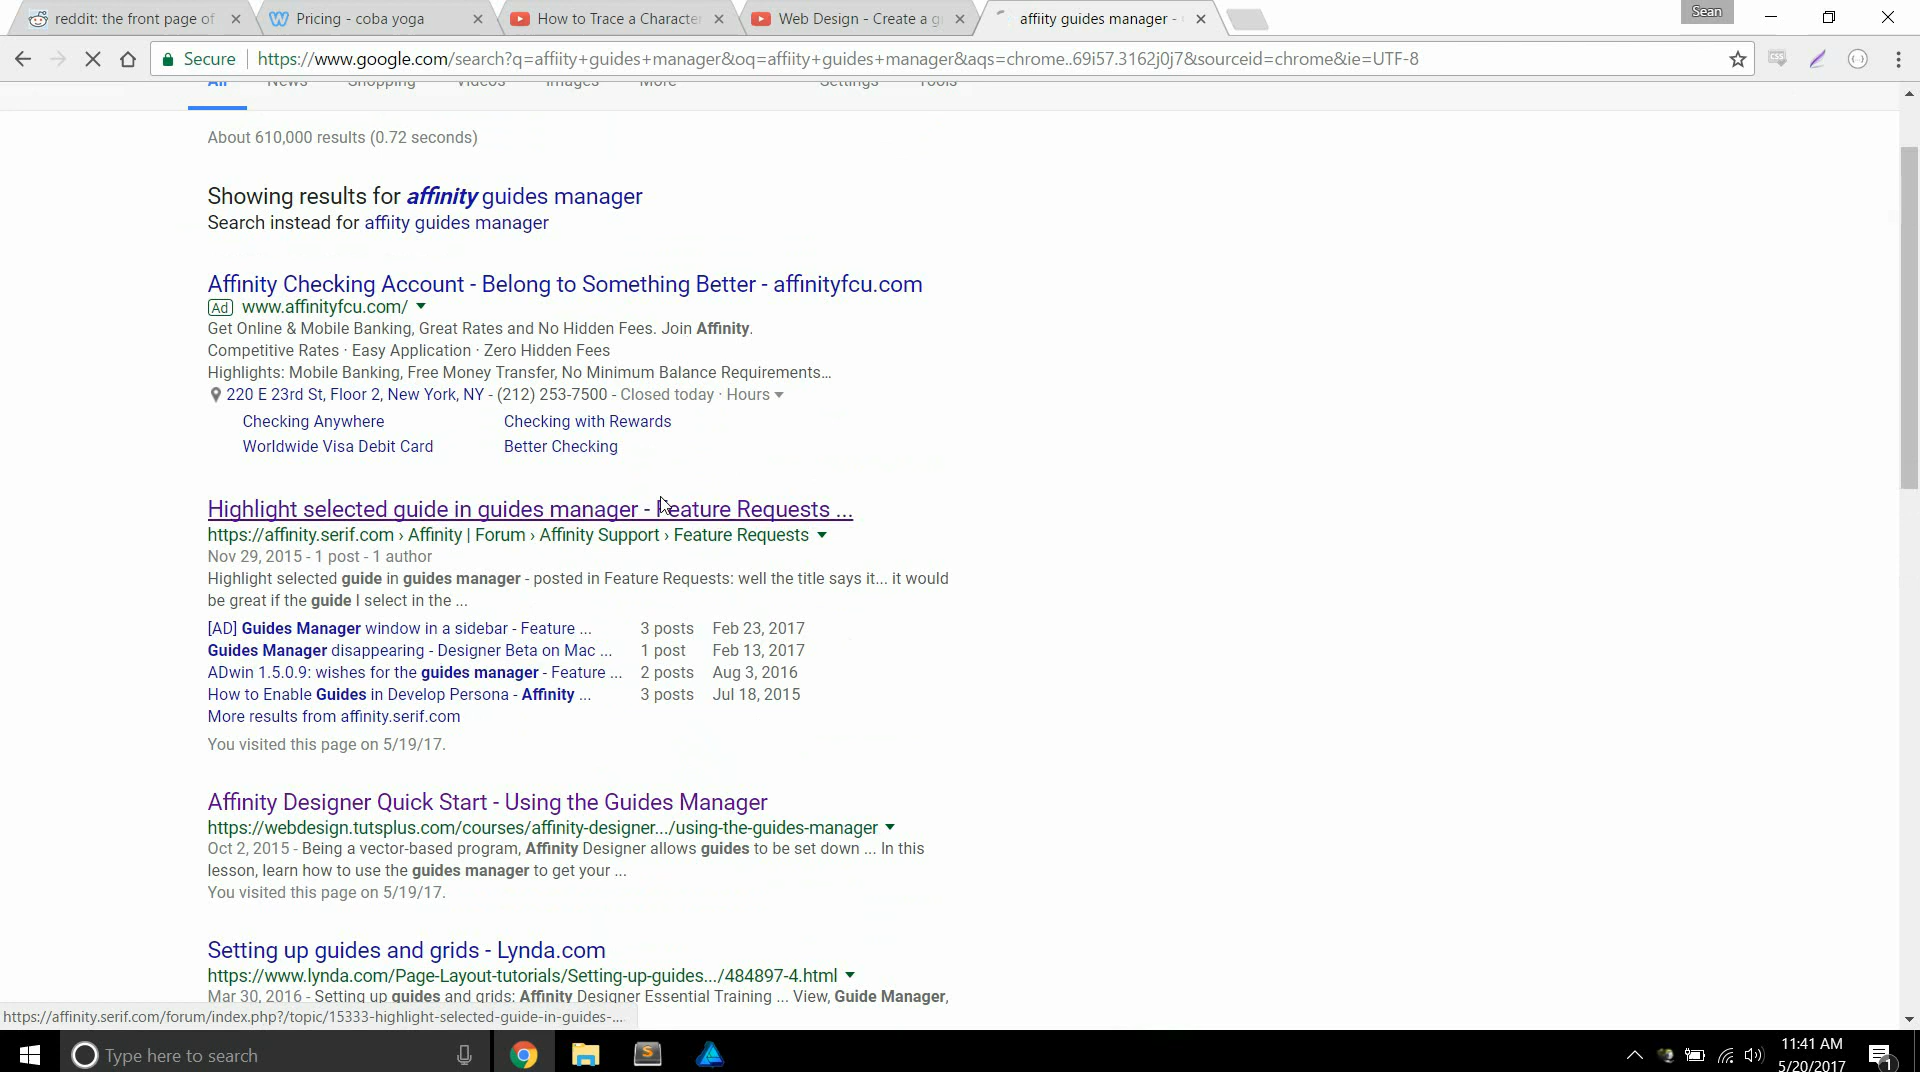 reddit: the front page of
Pricing - coba yoga
How to Trace a Characte
Web Design - Create a g
affiity guides manager -
Sean
Secure
https://www.google.com/search?q=affiity+guides+manager&oq=affiity+guides+manager&aqs=chrome..69i57.3162j0j7&sourceid=chrome&ie=UTF-8
All News Shopping Videos Images More Settings Tools
About 610,000 results (0.72 seconds)
Showing results for affinity guides manager
Search instead for affiity guides manager
Affinity Checking Account - Belong to Something Better - affinityfcu.com
Ad www.affinityfcu.com/
Get Online & Mobile Banking, Great Rates and No Hidden Fees. Join Affinity.
Competitive Rates · Easy Application · Zero Hidden Fees
Highlights: Mobile Banking, Free Money Transfer, No Minimum Balance Requirements...
220 E 23rd St, Floor 2, New York, NY - (212) 253-7500 - Closed today · Hours
Checking Anywhere Checking with Rewards
Worldwide Visa Debit Card Better Checking
Highlight selected guide in guides manager - Feature Requests ...
https://affinity.serif.com › Affinity | Forum › Affinity Support › Feature Requests
Nov 29, 2015 - 1 post - 1 author
Highlight selected guide in guides manager - posted in Feature Requests: well the title says it... it would
be great if the guide I select in the ...
[AD] Guides Manager window in a sidebar - Feature ... 3 posts Feb 23, 2017
Guides Manager disappearing - Designer Beta on Mac ... 1 post Feb 13, 2017
ADwin 1.5.0.9: wishes for the guides manager - Feature ... 2 posts Aug 3, 2016
How to Enable Guides in Develop Persona - Affinity ... 3 posts Jul 18, 2015
More results from affinity.serif.com
You visited this page on 5/19/17.
Affinity Designer Quick Start - Using the Guides Manager
https://webdesign.tutsplus.com/courses/affinity-designer.../using-the-guides-manager
Oct 2, 2015 - Being a vector-based program, Affinity Designer allows guides to be set down ... In this
lesson, learn how to use the guides manager to get your ...
You visited this page on 5/19/17.
Setting up guides and grids - Lynda.com
https://www.lynda.com/Page-Layout-tutorials/Setting-up-guides.../484897-4.html
Mar 30, 2016 - Setting up guides and grids: Affinity Designer Essential Training ... View, Guide Manager,
https://affinity.serif.com/forum/index.php?/topic/15333-highlight-selected-guide-in-guides-...
Type here to search
11:41 AM
5/20/2017
1